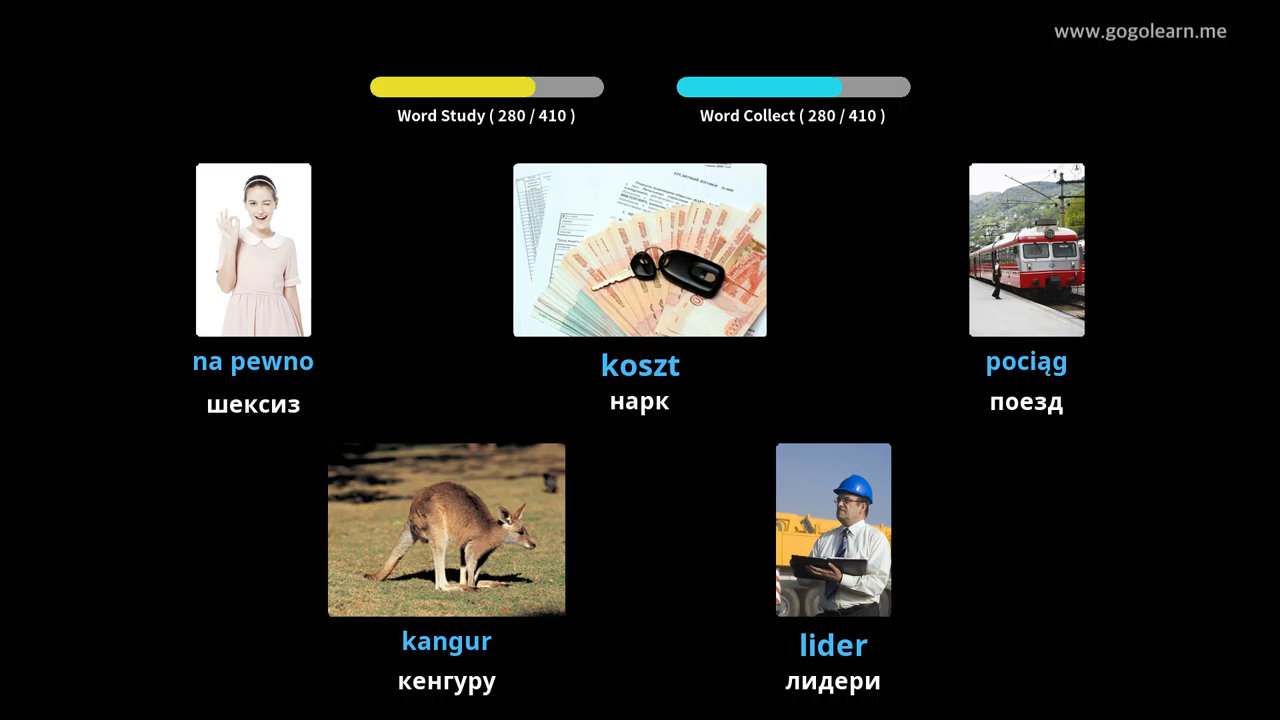 www.gogolearn.me
Word Study ( 280 / 410 )
Word Collect ( 280 / 410 )
na pewno
шексиз
koszt
нарк
pociąg
поезд
kangur
кенгуру
lider
лидери